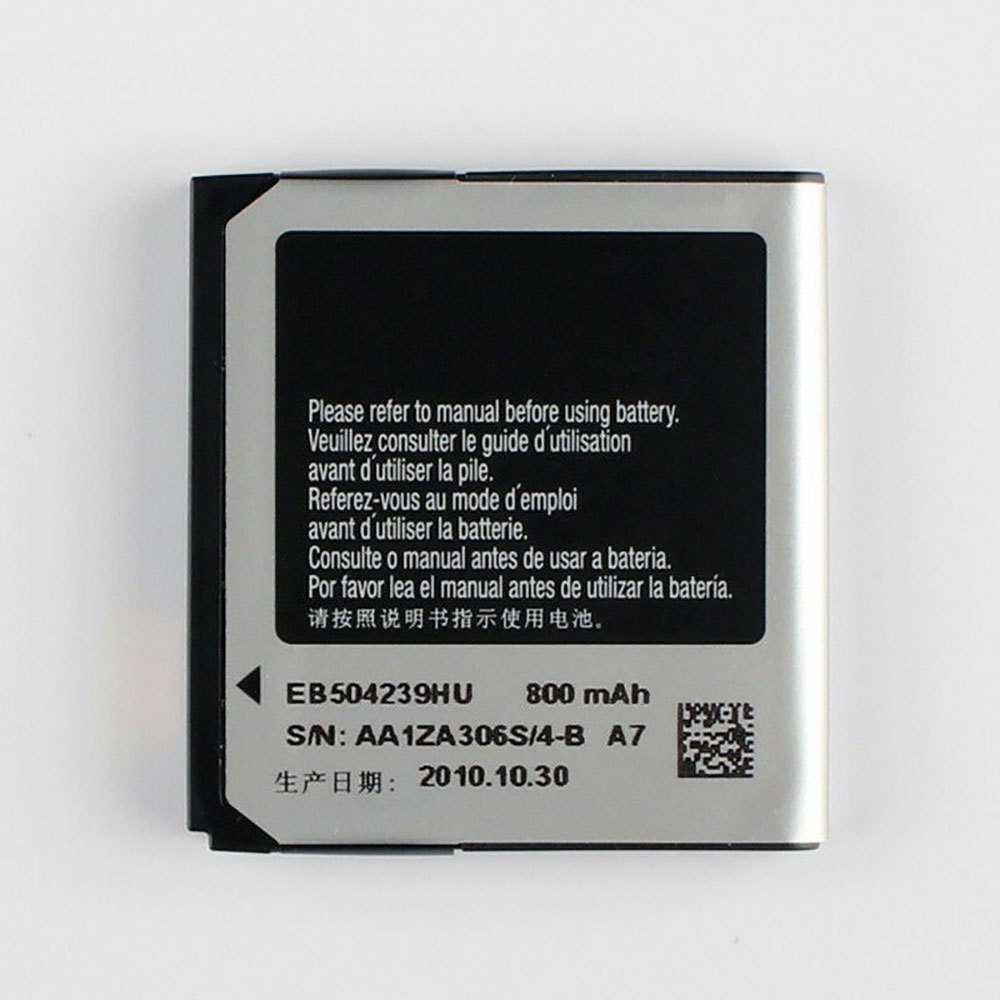 Please refer to manual before using battery.
Veuillez consulter le guide d´utilisation
avant d´utiliser la pile.
Referez-vous au mode d´emploi
avant d´utiliser la batterie.
Consulte o manual antes de usar a bateria.
Por favor lea el manual antes de utilizar la batería.
请按照说明书指示使用电池。
EB504239HU 800 mAh
S/N: AA1ZA306S/4-B A7
生产日期: 2010.10.30